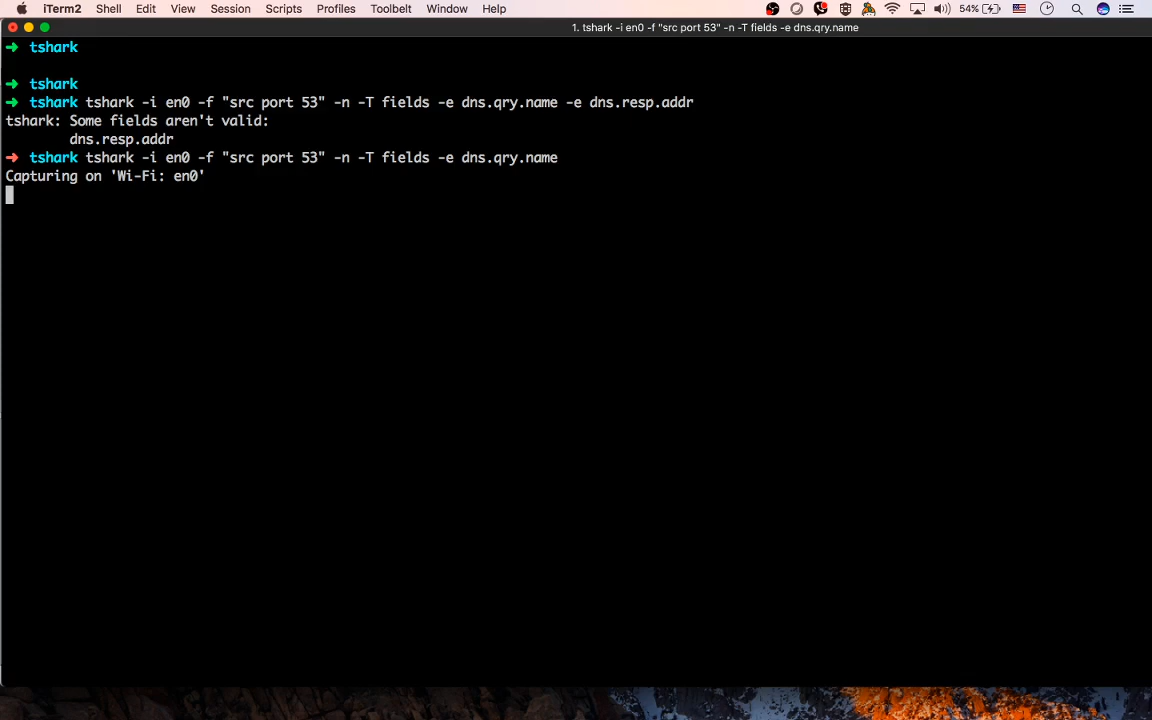 iTerm2 Shell Edit View Session Scripts Profiles Toolbelt Window Help 54%
1. tshark -i en0 -f "src port 53" -n -T fields -e dns.qry.name
➜ tshark
➜ tshark
➜ tshark tshark -i en0 -f "src port 53" -n -T fields -e dns.qry.name -e dns.resp.addr
tshark: Some fields aren't valid:
dns.resp.addr
➜ tshark tshark -i en0 -f "src port 53" -n -T fields -e dns.qry.name
Capturing on 'Wi-Fi: en0'